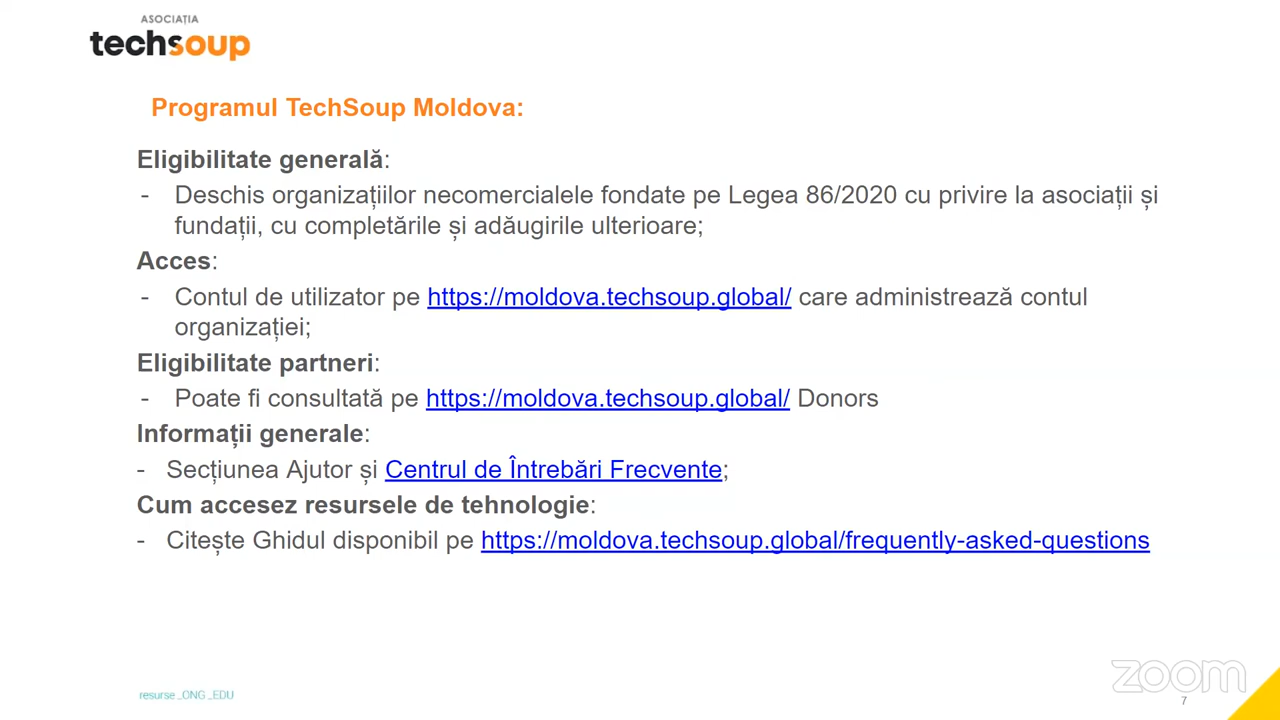 ASOCIAȚIA
techsoup
Programul TechSoup Moldova:
Eligibilitate generală:
- Deschis organizațiilor necomercialele fondate pe Legea 86/2020 cu privire la asociații și
fundații, cu completările și adăugirile ulterioare;
Acces:
- Contul de utilizator pe https://moldova.techsoup.global/ care administrează contul
organizației;
Eligibilitate partneri:
- Poate fi consultată pe https://moldova.techsoup.global/ Donors
Informații generale:
- Secțiunea Ajutor și Centrul de Întrebări Frecvente;
Cum accesez resursele de tehnologie:
- Citește Ghidul disponibil pe https://moldova.techsoup.global/frequently-asked-questions
zoom
resurse _ONG _EDU
7